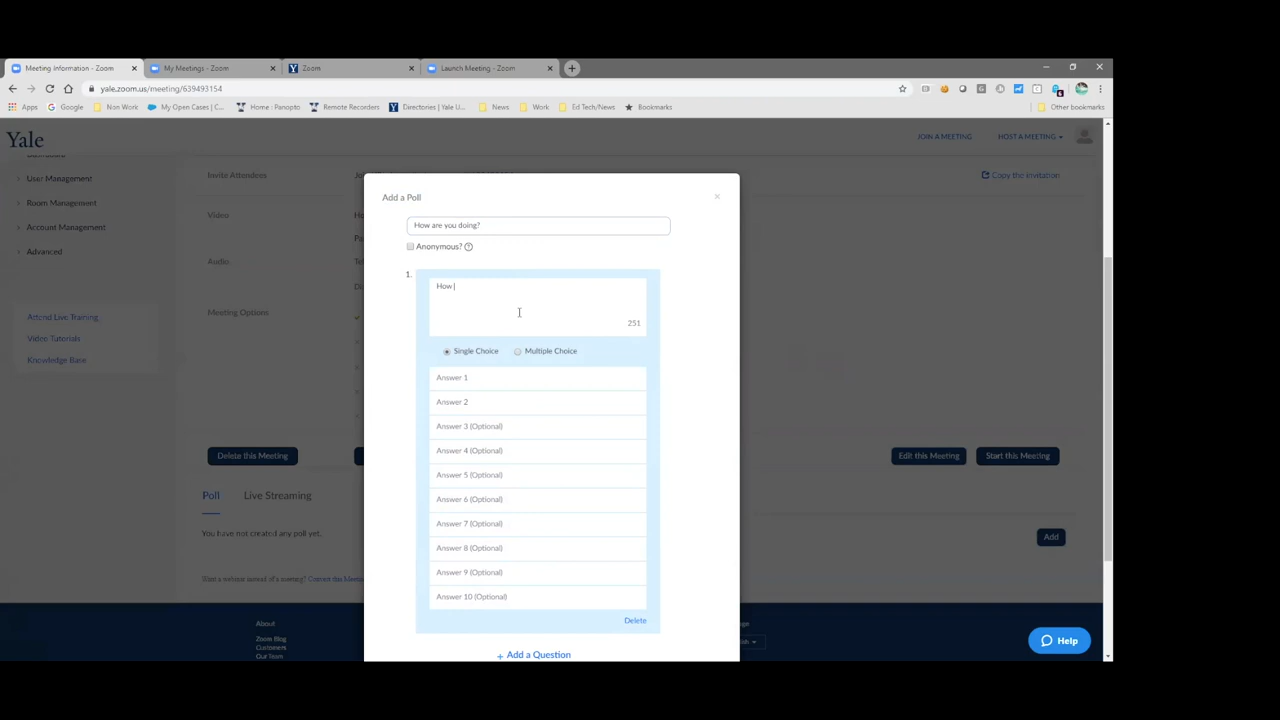 Meeting Information - Zoom
My Meetings - Zoom
Zoom
Launch Meeting - Zoom
yale.zoom.us/meeting/639493154
Apps
Google
Non Work
My Open Cases | C...
Home : Panopto
Remote Recorders
Directories | Yale U...
News
Work
Ed Tech/News
Bookmarks
Other bookmarks
Yale
JOIN A MEETING
HOST A MEETING
User Management
Room Management
Account Management
Advanced
Attend Live Training
Video Tutorials
Knowledge Base
Invite Attendees
Copy the invitation
Video
Audio
Meeting Options
Delete this Meeting
Edit this Meeting
Start this Meeting
Poll
Live Streaming
You have not created any poll yet.
Add
Want a webinar instead of a meeting?
About
Zoom Blog
Customers
Our Team
Help
Add a Poll
How are you doing?
Anonymous?
1.
How
251
Single Choice
Multiple Choice
Answer 1
Answer 2
Answer 3 (Optional)
Answer 4 (Optional)
Answer 5 (Optional)
Answer 6 (Optional)
Answer 7 (Optional)
Answer 8 (Optional)
Answer 9 (Optional)
Answer 10 (Optional)
Delete
+ Add a Question